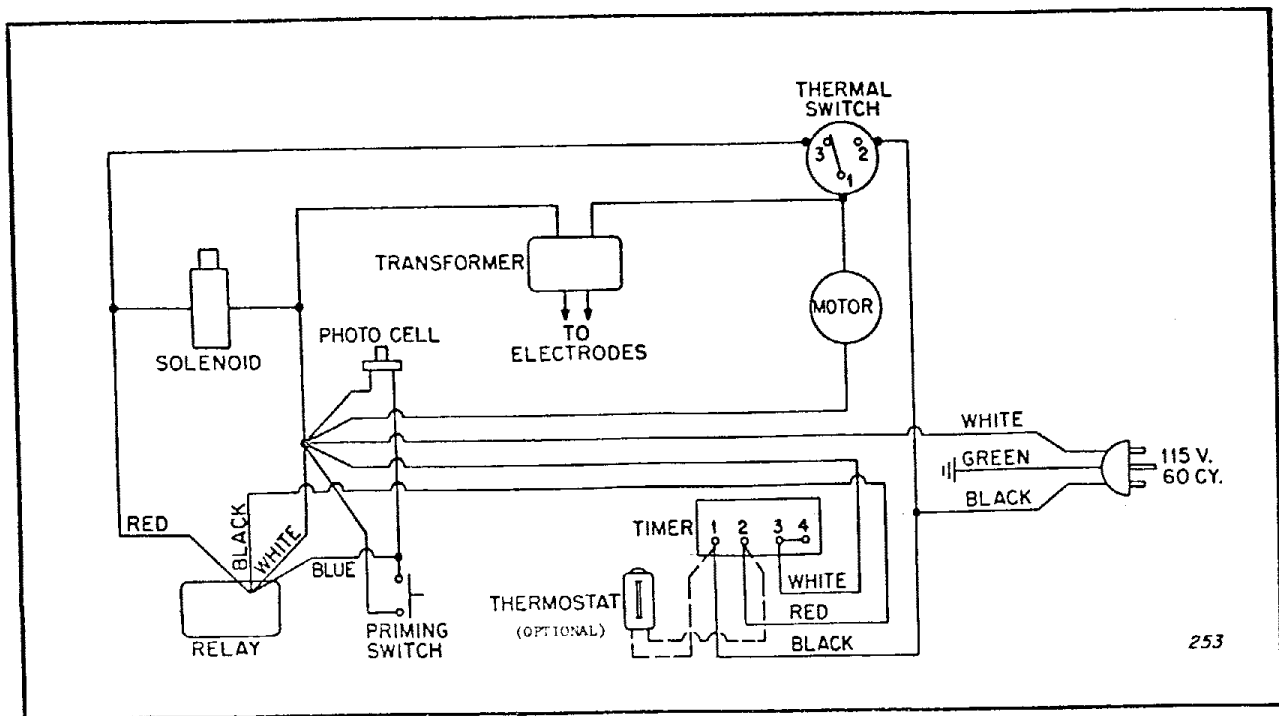 THERMAL
SWITCH
3 2
1
TRANSFORMER
MOTOR
TO
ELECTRODES
PHOTO CELL
SOLENOID
WHITE
GREEN
115 V.
60 CY.
BLACK
RED
BLACK
WHITE
BLUE
TIMER 1 2 3 4
WHITE
THERMOSTAT
(OPTIONAL)
RED
PRIMING
SWITCH
BLACK
RELAY
253